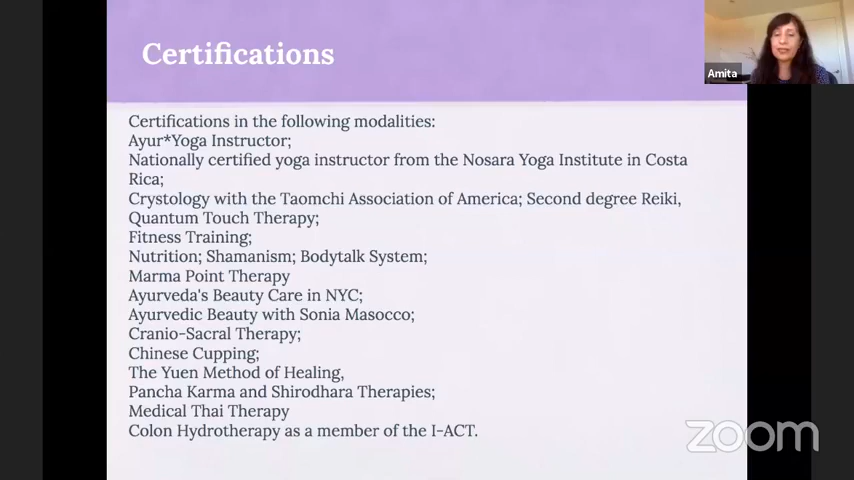 Certifications
Amita
Certifications in the following modalities:
Ayur*Yoga Instructor;
Nationally certified yoga instructor from the Nosara Yoga Institute in Costa
Rica;
Crystology with the Taomchi Association of America; Second degree Reiki,
Quantum Touch Therapy;
Fitness Training;
Nutrition; Shamanism; Bodytalk System;
Marma Point Therapy
Ayurveda's Beauty Care in NYC;
Ayurvedic Beauty with Sonia Masocco;
Cranio-Sacral Therapy;
Chinese Cupping;
The Yuen Method of Healing,
Pancha Karma and Shirodhara Therapies;
Medical Thai Therapy
Colon Hydrotherapy as a member of the I-ACT.
zoom